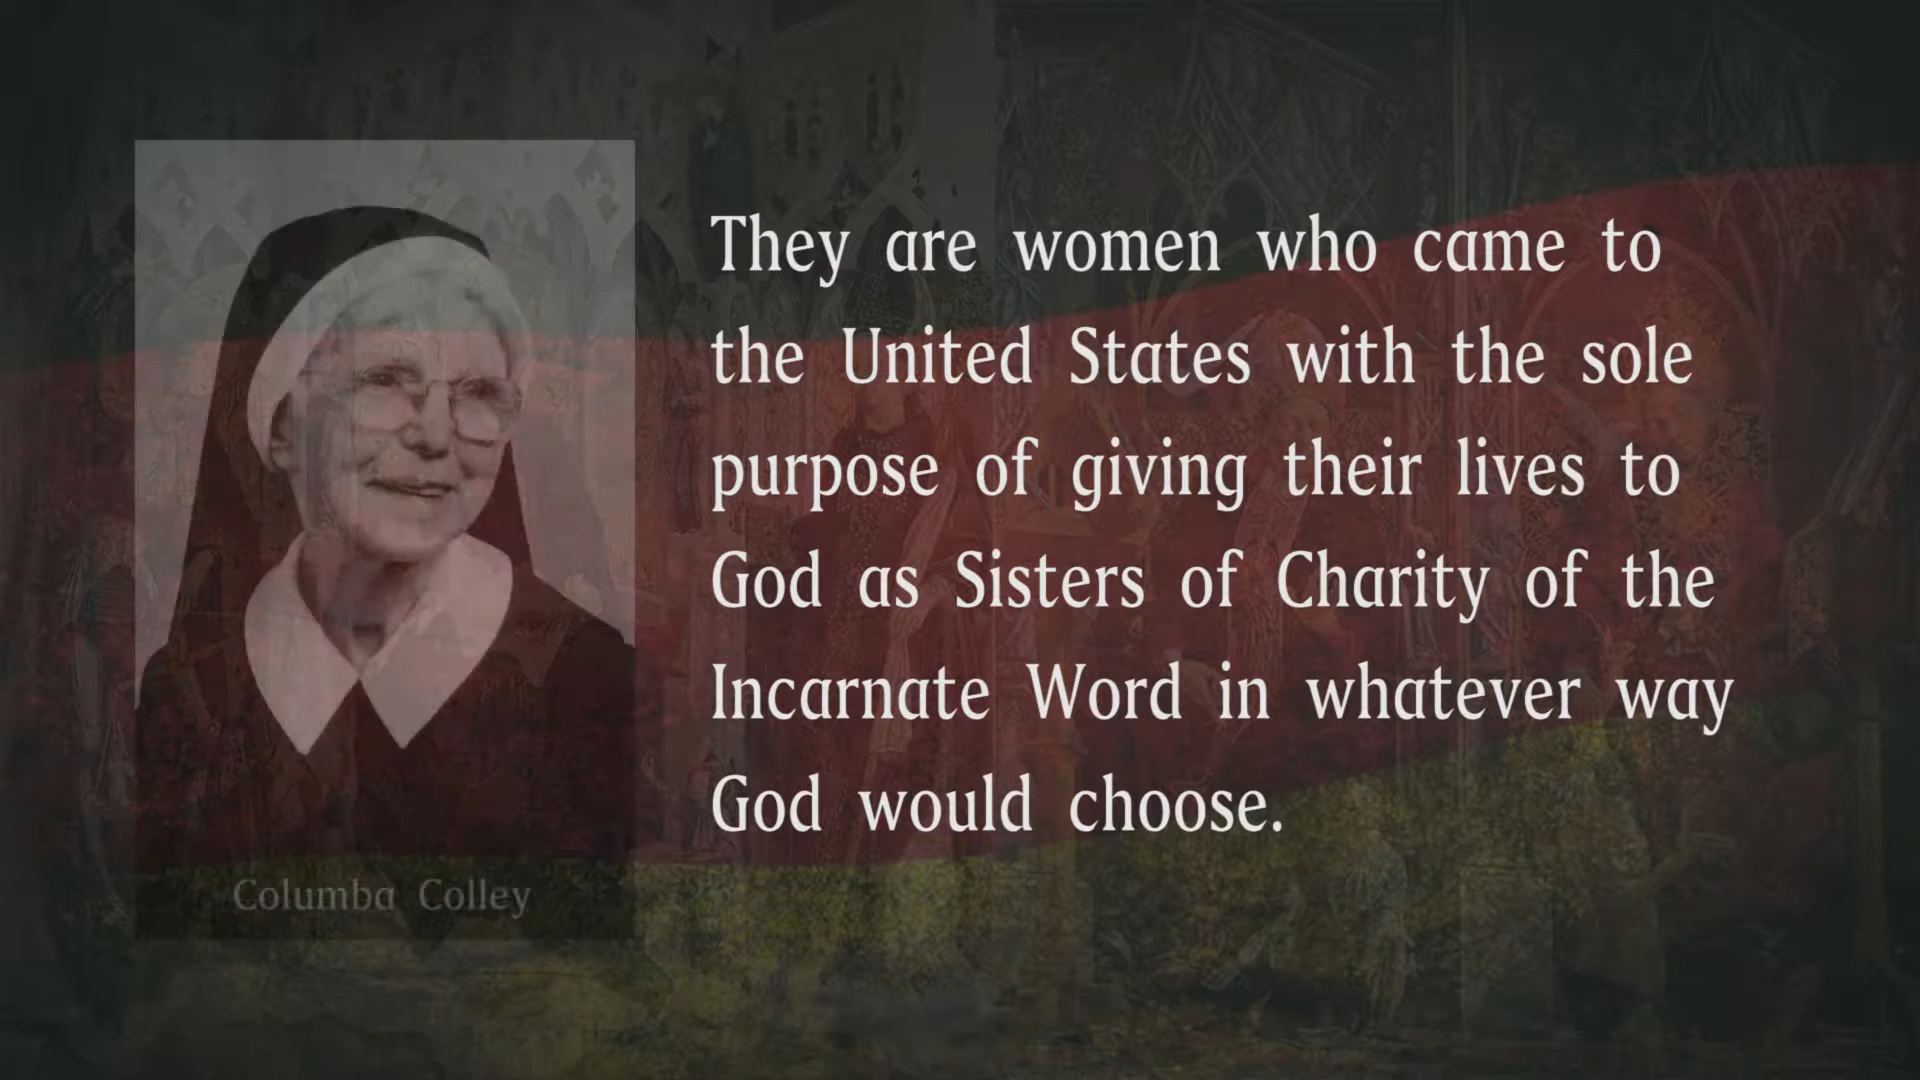 They are women who came to
the United States with the sole
purpose of giving their lives to
God as Sisters of Charity of the
Incarnate Word in whatever way
God would choose.
Columba Colley